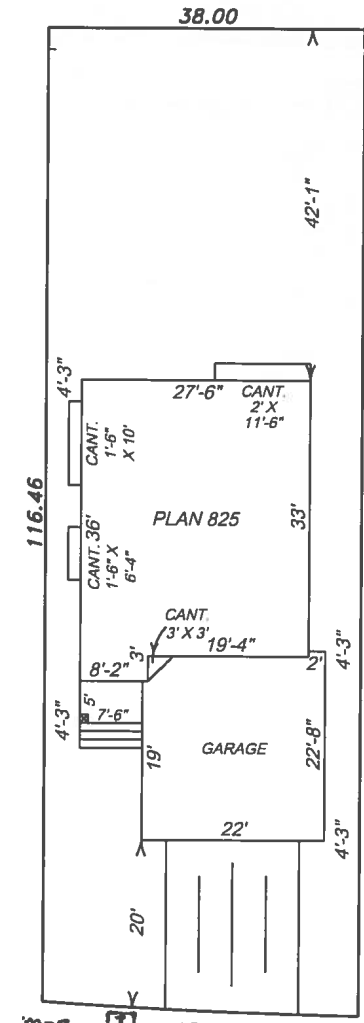 38.00
42'-1"
4'-3"
27'-6"
CANT.
2' X
11'-6"
CANT.
1'-6"
X 10'
116.46
PLAN 825
33'
36'
CANT.
1'-6" X
6'-4"
CANT.
3' X 3'
3'
19'-4"
8'-2"
2'
4'-3"
4'-3"
5'
7'-6"
19'
GARAGE
22'-8"
22'
4'-3"
20'